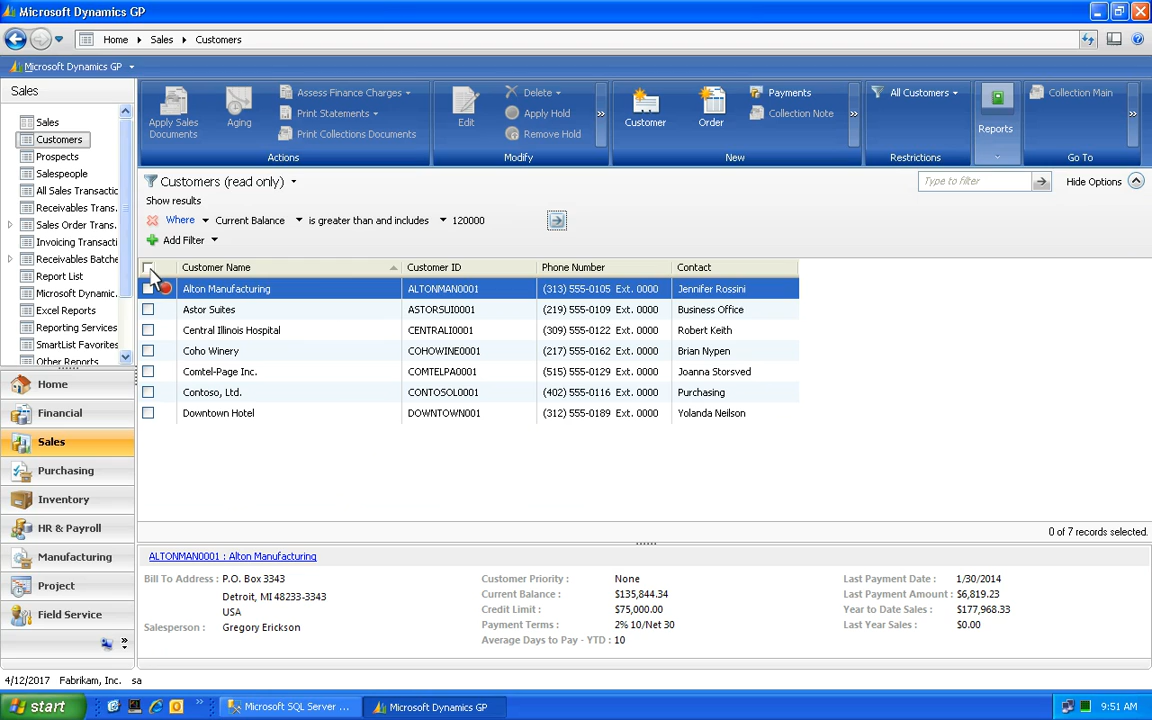 Microsoft Dynamics GP
Home Sales Customers
Microsoft Dynamics GP
Sales
Sales
Customers
Prospects
Salespeople
All Sales Transactic
Receivables Trans.
Sales Order Trans.
Invoicing Transacti
Receivables Batche
Report List
Microsoft Dynamic.
Excel Reports
Reporting Services
SmartList Favorites
Other Reports
Home
Financial
Sales
Purchasing
Inventory
HR & Payroll
Manufacturing
Project
Field Service
Apply Sales Documents
Aging
Assess Finance Charges
Print Statements
Print Collections Documents
Actions
Edit
Delete
Apply Hold
Remove Hold
Modify
Customer
Order
Payments
Collection Note
New
All Customers
Restrictions
Reports
Collection Main
Go To
Customers (read only)
Type to filter
Hide Options
Show results
Where Current Balance is greater than and includes 120000
Add Filter
Customer Name Customer ID Phone Number Contact
Alton Manufacturing ALTONMAN0001 (313) 555-0105 Ext. 0000 Jennifer Rossini
Astor Suites ASTORSUI0001 (219) 555-0109 Ext. 0000 Business Office
Central Illinois Hospital CENTRALI0001 (309) 555-0122 Ext. 0000 Robert Keith
Coho Winery COHOWINE0001 (217) 555-0162 Ext. 0000 Brian Nypen
Comtel-Page Inc. COMTELPA0001 (515) 555-0129 Ext. 0000 Joanna Storsved
Contoso, Ltd. CONTOSOL0001 (402) 555-0116 Ext. 0000 Purchasing
Downtown Hotel DOWNTOWN001 (312) 555-0189 Ext. 0000 Yolanda Neilson
0 of 7 records selected.
ALTONMAN0001 : Alton Manufacturing
Bill To Address : P.O. Box 3343
Detroit, MI 48233-3343
USA
Salesperson : Gregory Erickson
Customer Priority : None
Current Balance : $135,844.34
Credit Limit : $75,000.00
Payment Terms : 2% 10/Net 30
Average Days to Pay - YTD : 10
Last Payment Date : 1/30/2014
Last Payment Amount : $6,819.23
Year to Date Sales : $177,968.33
Last Year Sales : $0.00
4/12/2017 Fabrikam, Inc. sa
start
Microsoft SQL Server ...
Microsoft Dynamics GP
9:51 AM